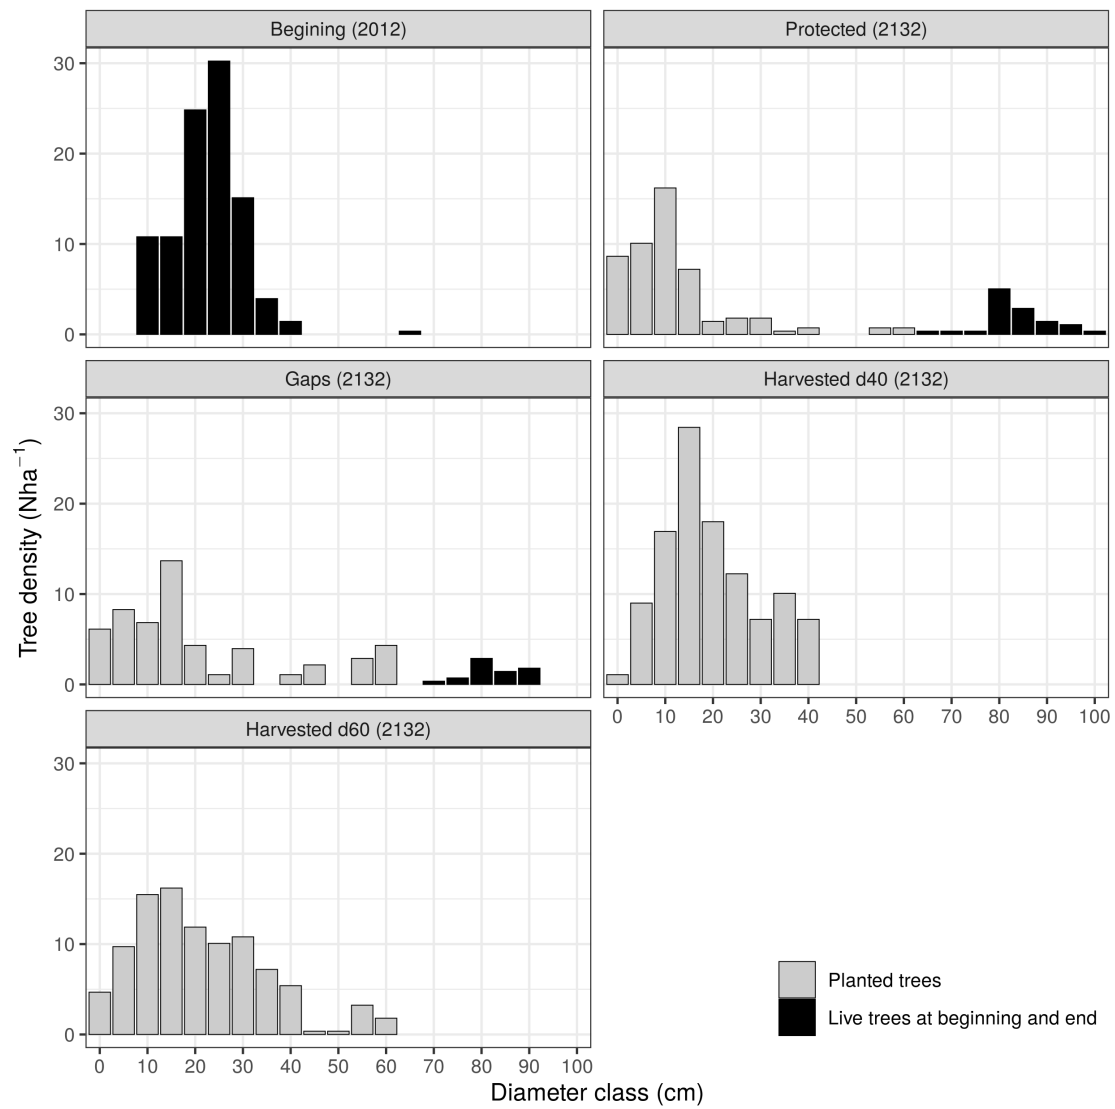 Begining (2012)
Protected (2132)
30
20
10
0
Gaps (2132)
Harvested d40 (2132)
30
20
10
0
0 10 20 30 40 50 60 70 80 90 100
Harvested d60 (2132)
30
20
10
0
0 10 20 30 40 50 60 70 80 90 100
Tree density (Nha⁻¹)
Diameter class (cm)
Planted trees
Live trees at beginning and end